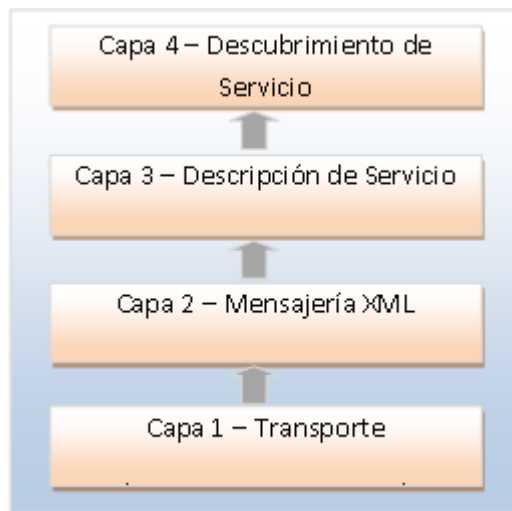 Capa 4 – Descubrimiento de
Servicio
Capa 3 – Descripción de Servicio
Capa 2 – Mensajería XML
Capa 1 – Transporte